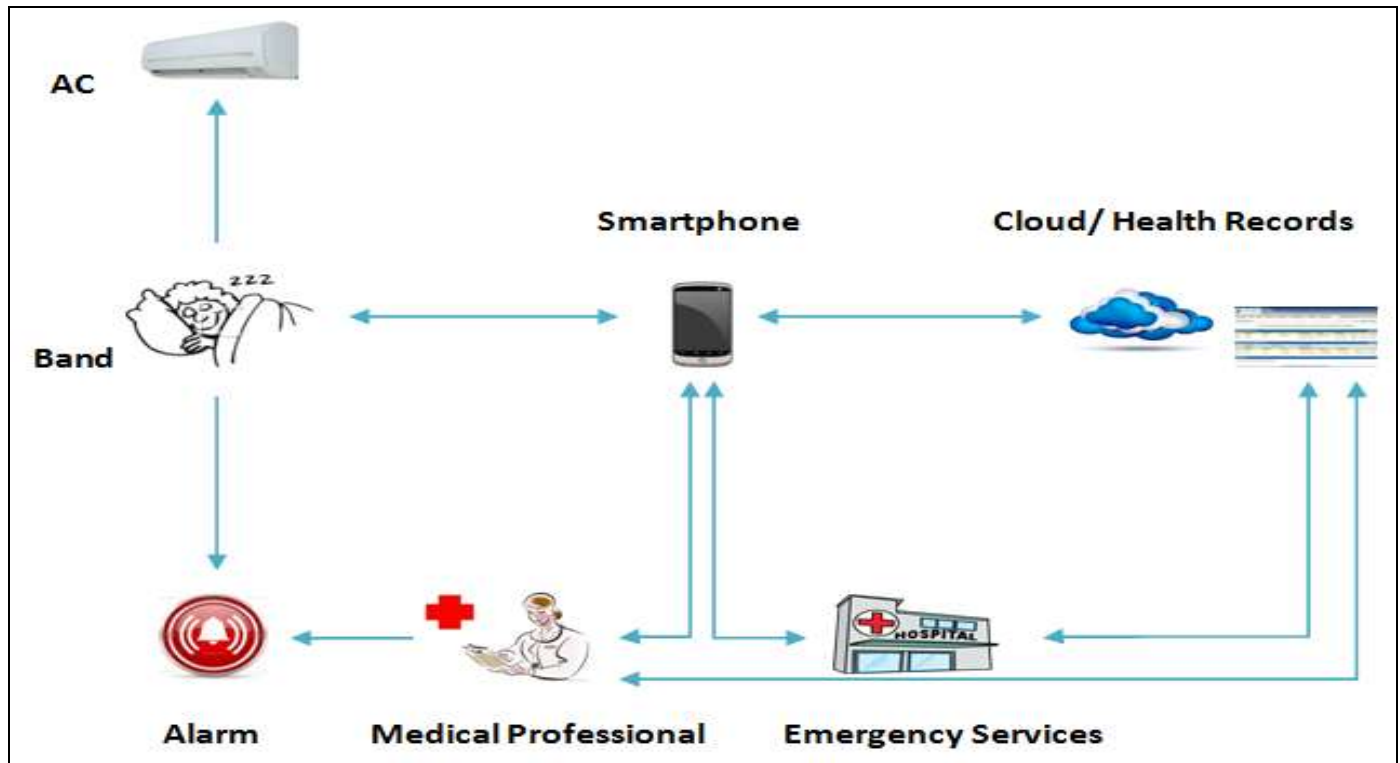 AC
Smartphone
Cloud/ Health Records
zzz
Band
HOSPITAL
Alarm
Medical Professional
Emergency Services